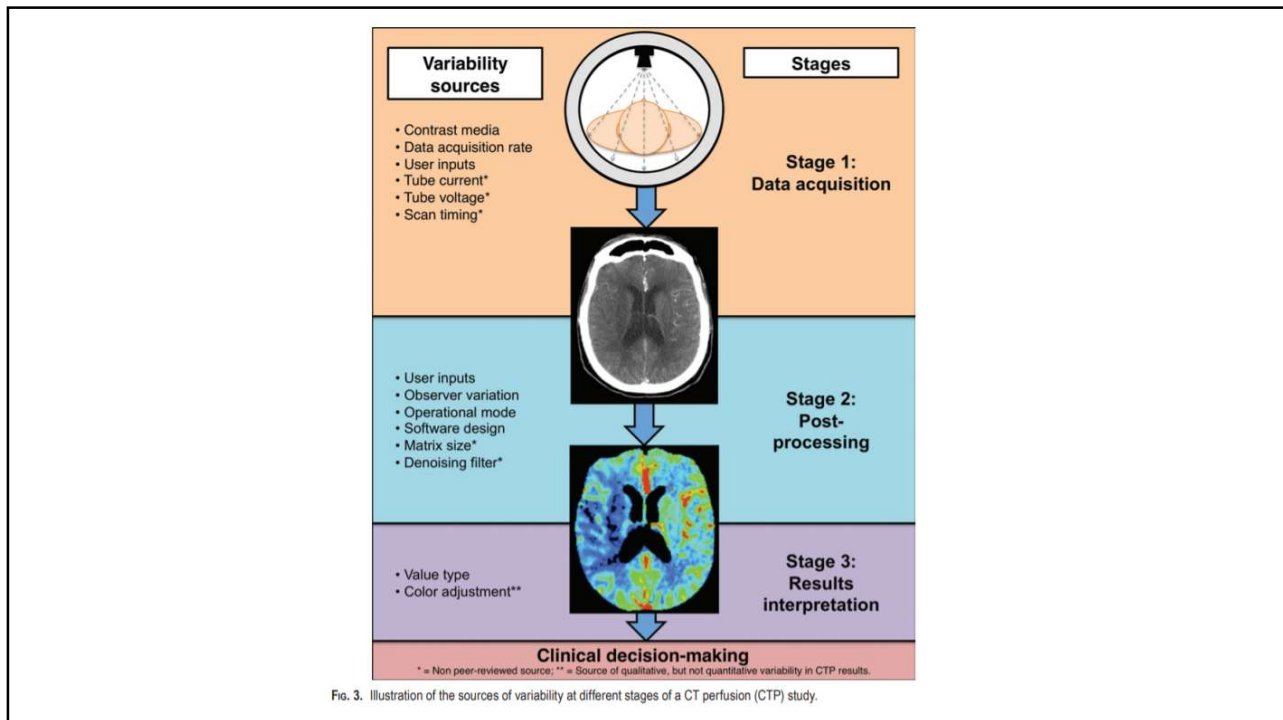 Variability
sources
Stages
• Contrast media
• Data acquisition rate
• User inputs
• Tube current*
• Tube voltage*
• Scan timing*
Stage 1:
Data acquisition
• User inputs
• Observer variation
• Operational mode
• Software design
• Matrix size*
• Denoising filter*
Stage 2:
Post-
processing
• Value type
• Color adjustment**
Stage 3:
Results
interpretation
Clinical decision-making
* = Non peer-reviewed source; ** = Source of qualitative, but not quantitative variability in CTP results.
FIG. 3. Illustration of the sources of variability at different stages of a CT perfusion (CTP) study.